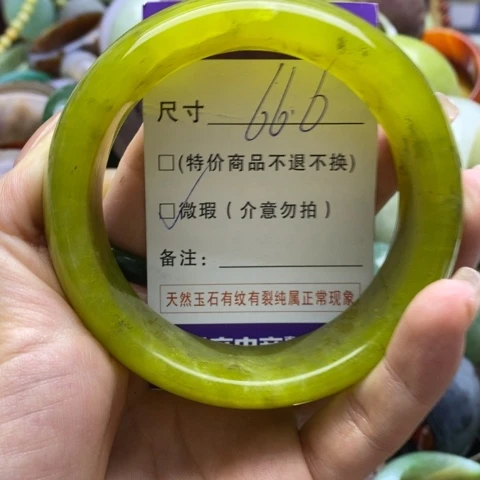 尺寸 66.6
□(特价商品不退不换)
☑微瑕(介意勿拍)
备注:
天然玉石有纹有裂纯属正常现象